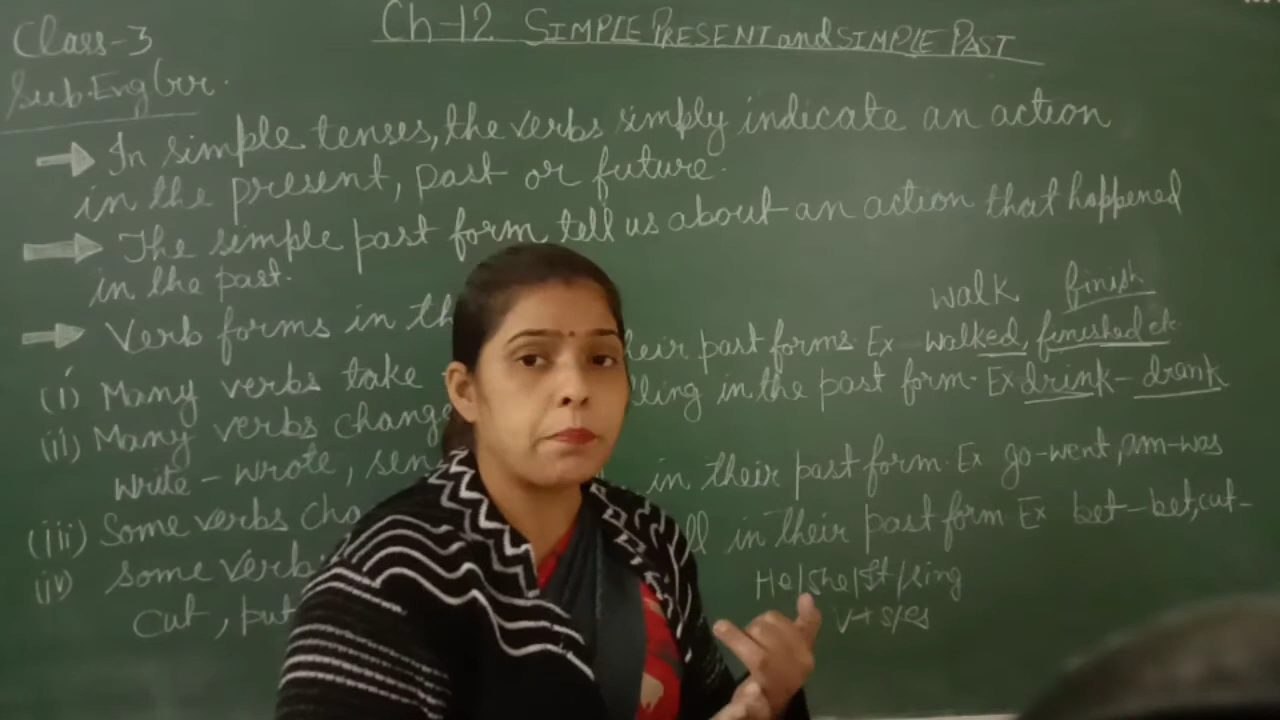 Class-3
Ch-12 SIMPLE PRESENT and SIMPLE PAST
Sub-Eng Gr.
In simple tenses, the verbs simply indicate an action
in the present, past or future.
The simple past form tell us about an action that happened
in the past.
walk finish
Verb forms in th
(i) Many verbs take heir past forms. Ex walked, finished etc
(ii) Many verbs change lling in the past form. Ex drink - drank
write - wrote, sen
(iii) Some verbs cha in their past form. Ex go-went, am-was
(iv) some verb ll in their past form Ex bet-bet, cut-
cut, put
He/She/It/Sing
V+s/es